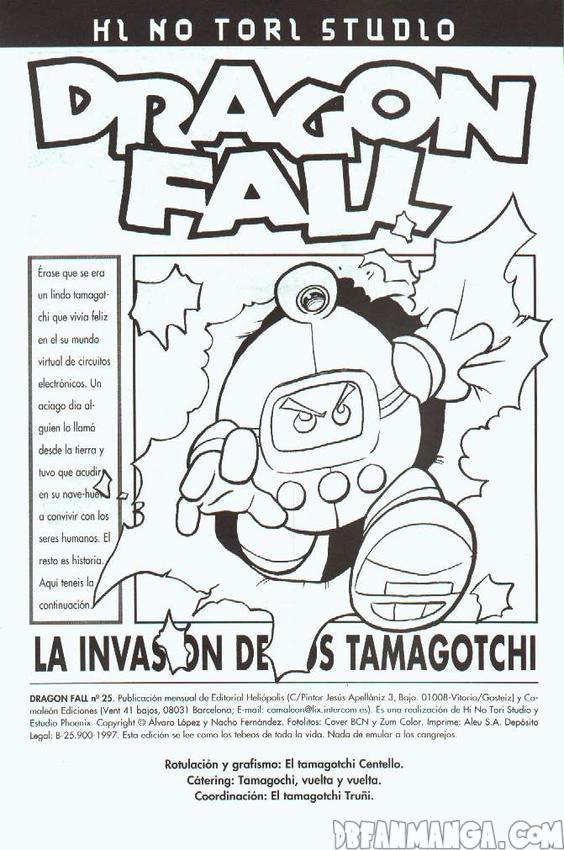 HI NO TORI STUDIO
DRAGON
FALL
Érase que se era
un lindo tamagot-
chi que vivía feliz
en el su mundo
virtual de circuitos
electrónicos. Un
aciago dia al-
guien lo llamó
desde la tierra y
tuvo que acudir
en su nave-hue
a convivir con los
seres humanos. El
resto es historia.
Aqui teneis la
continuación.
LA INVAS ÓN DE S TAMAGOTCHI
DRAGON FALL nº 25. Publicación mensual de Editorial Heliópolis (C/Pintor Jesús Apellániz 3, Bajo. 01008-Vitoria/Gasteiz) y Ca-
maleón Ediciones (Vent 41 bajos, 08031 Barcelona; E-mail: camaleon@lix.intercom.es). Es una realización de Hi No Tori Studio y
Estudio Phoenix. Copyright © Álvaro López y Nacho Fernández. Fotolitos: Cover BCN y Zum Color. Imprime: Aleu S.A. Depósito
Legal: B-25.900-1997. Esta edición se lee como los tebeos de toda la vida. Nada de emular a los cangrejos.
Rotulación y grafismo: El tamagotchi Centello.
Cátering: Tamagochi, vuelta y vuelta.
Coordinación: El tamagotchi Truñi.
DBFANMANGA.COM